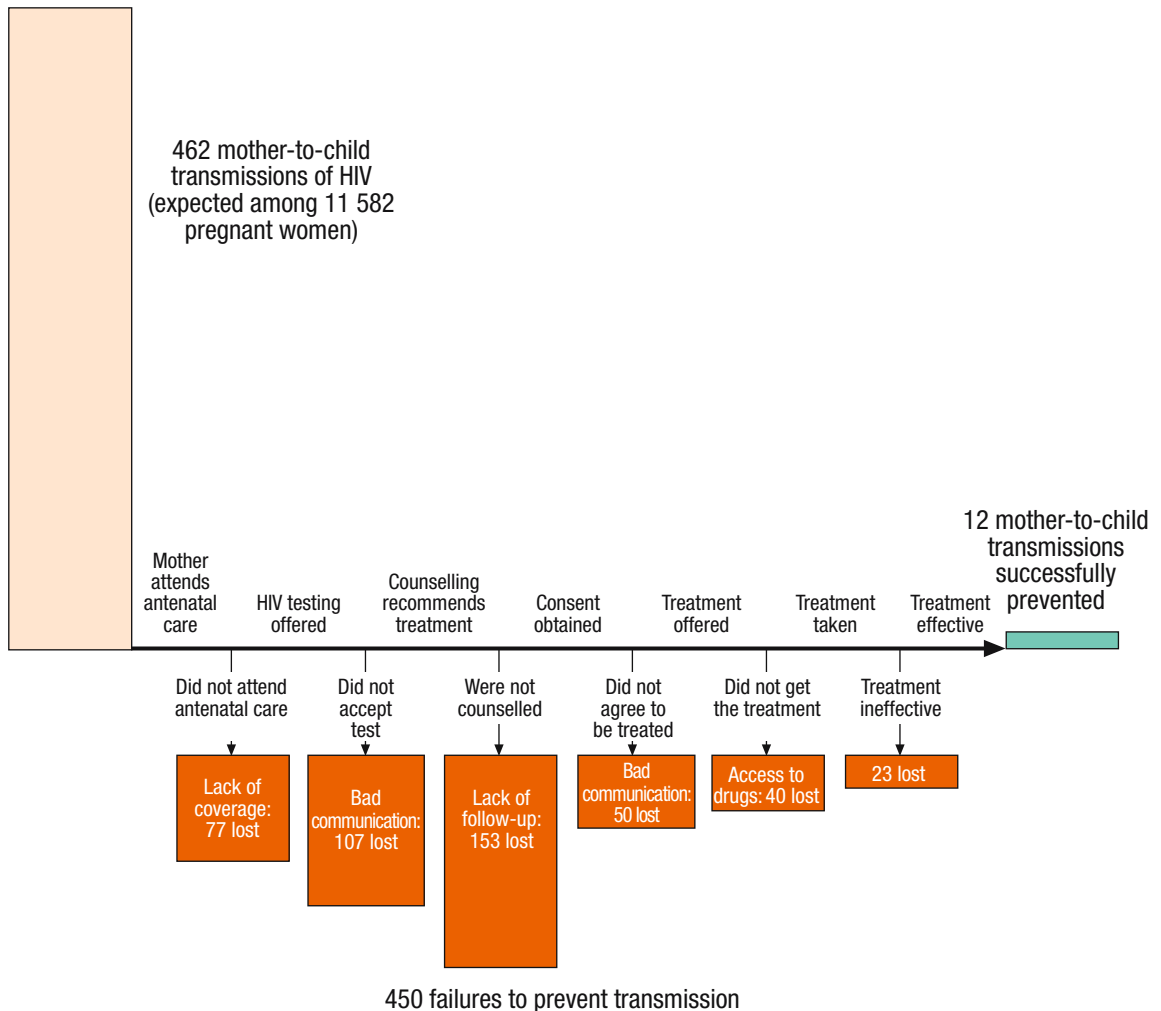 462 mother-to-child
transmissions of HIV
(expected among 11 582
pregnant women)
12 mother-to-child
transmissions
successfully
prevented
Mother
attends
antenatal
care
HIV testing
offered
Counselling
recommends
treatment
Consent
obtained
Treatment
offered
Treatment
taken
Treatment
effective
Did not attend
antenatal care
Did not
accept
test
Were not
counselled
Did not
agree to
be treated
Did not get
the treatment
Treatment
ineffective
Lack of
coverage:
77 lost
Bad
communication:
107 lost
Lack of
follow-up:
153 lost
Bad
communication:
50 lost
Access to
drugs: 40 lost
23 lost
450 failures to prevent transmission